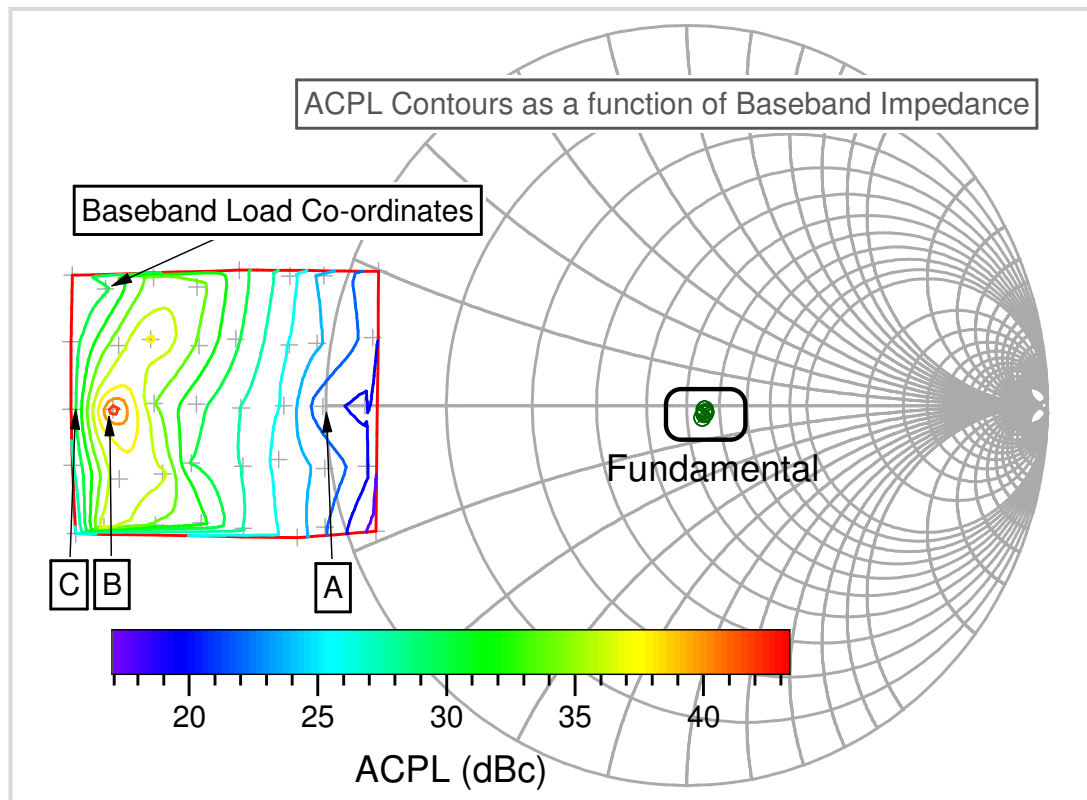 ACPL Contours as a function of Baseband Impedance
Baseband Load Co-ordinates
Fundamental
C
B
A
20
25
30
35
40
ACPL (dBc)